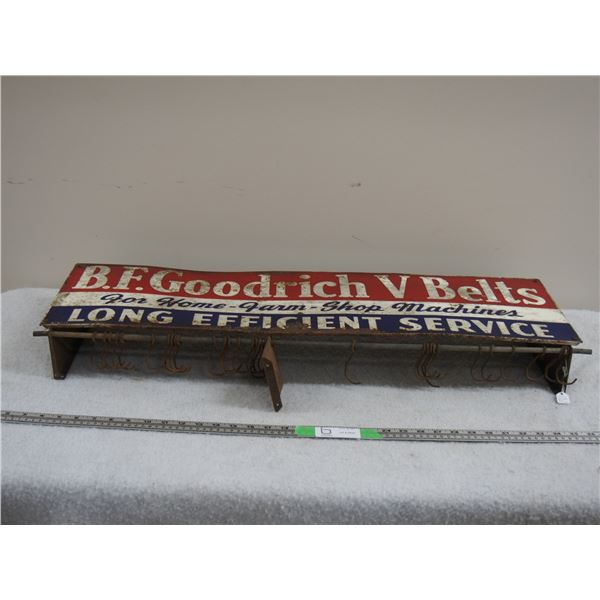 B.F. Goodrich V Belts
For Home-Farm-Shop Machines
LONG EFFICIENT SERVICE